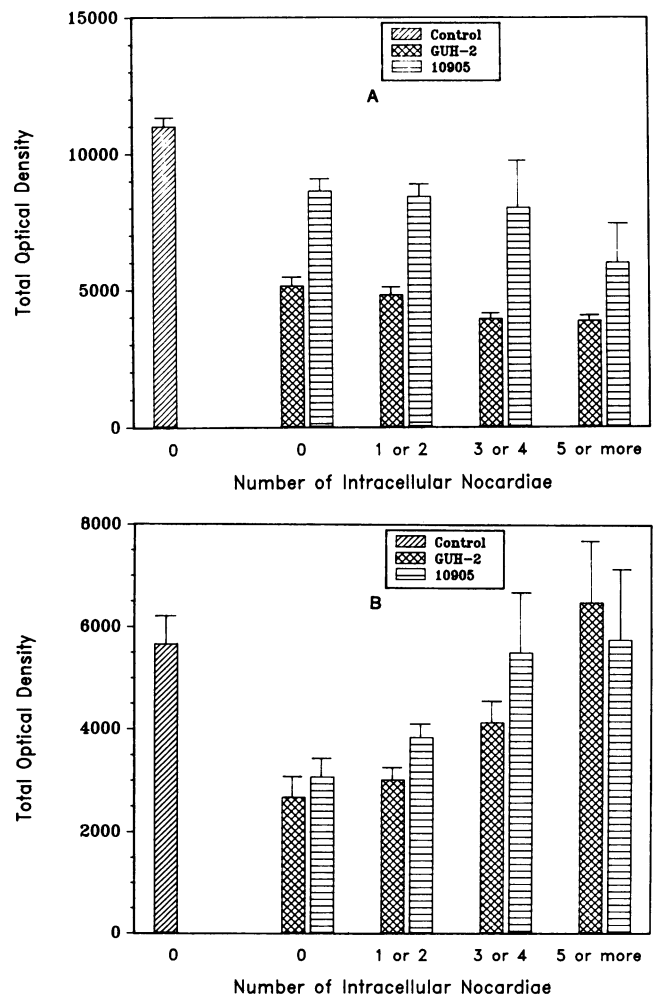 15000
10000
5000
0
Total Optical Density
Control
GUH-2
10905
A
0 0 1 or 2 3 or 4 5 or more
Number of Intracellular Nocardiae
8000
6000
4000
2000
0
Total Optical Density
Control
GUH-2
10905
B
0 0 1 or 2 3 or 4 5 or more
Number of Intracellular Nocardiae